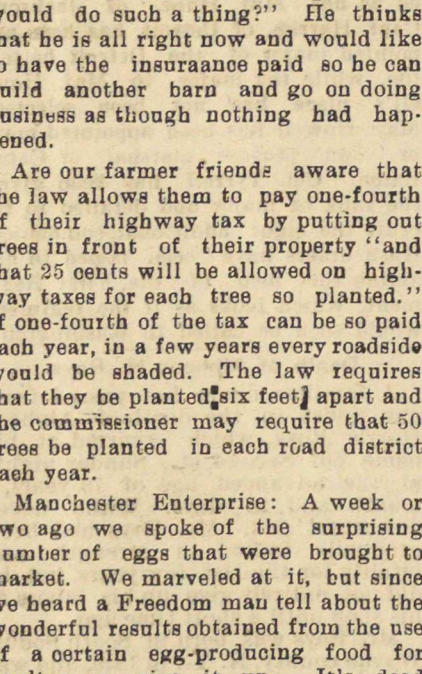 would do such a thing?" He thinks
hat he is all right now and would like
o have the insuraance paid so he can
uild another barn and go on doing
usiness as though nothing had hap-
ened.
Are our farmer friends aware that
he law allows them to pay one-fourth
f their highway tax by putting out
rees in front of their property "and
hat 25 cents will be allowed on high-
way taxes for each tree so planted."
f one-fourth of the tax can be so paid
ach year, in a few years every roadside
would be shaded. The law requires
hat they be planted six feet apart and
he commissioner may require that 50
rees be planted in each road district
ach year.
Manchester Enterprise: A week or
wo ago we spoke of the surprising
umber of eggs that were brought to
market. We marveled at it, but since
we heard a Freedom man tell about the
wonderful results obtained from the use
f a certain egg-producing food for